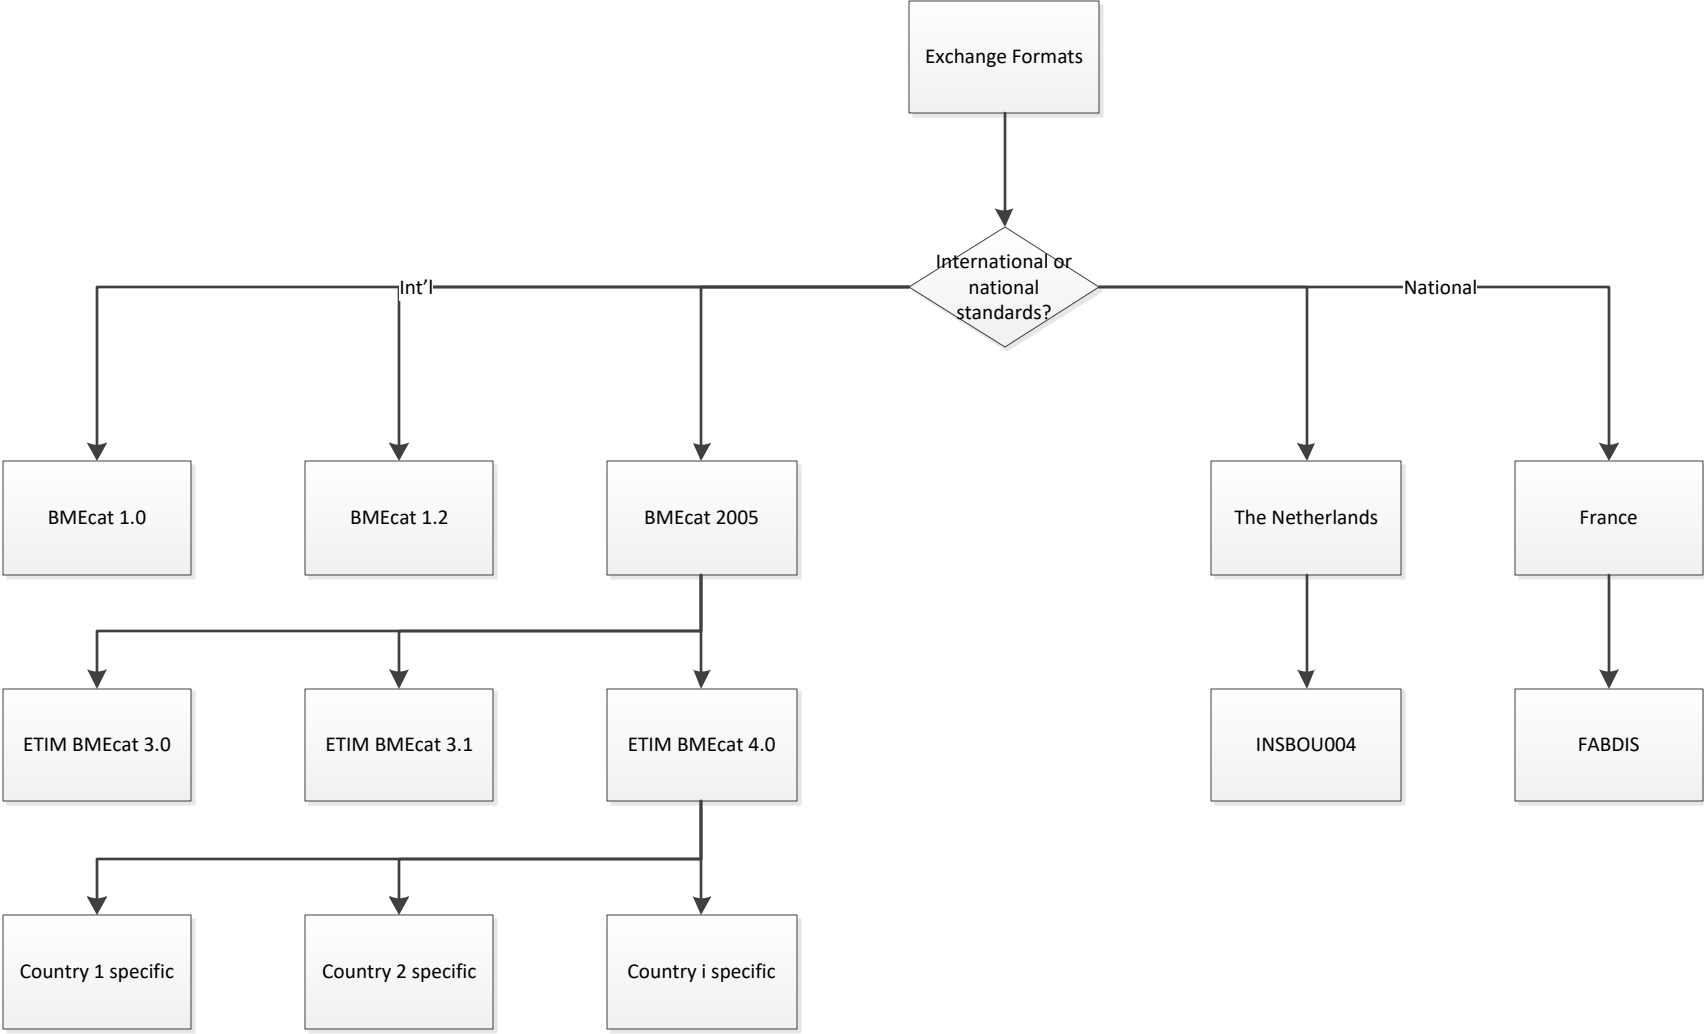 Exchange Formats
International or
national
standards?
Int’l
National
BMEcat 1.0
BMEcat 1.2
BMEcat 2005
The Netherlands
France
ETIM BMEcat 3.0
ETIM BMEcat 3.1
ETIM BMEcat 4.0
INSBOU004
FABDIS
Country 1 specific
Country 2 specific
Country i specific